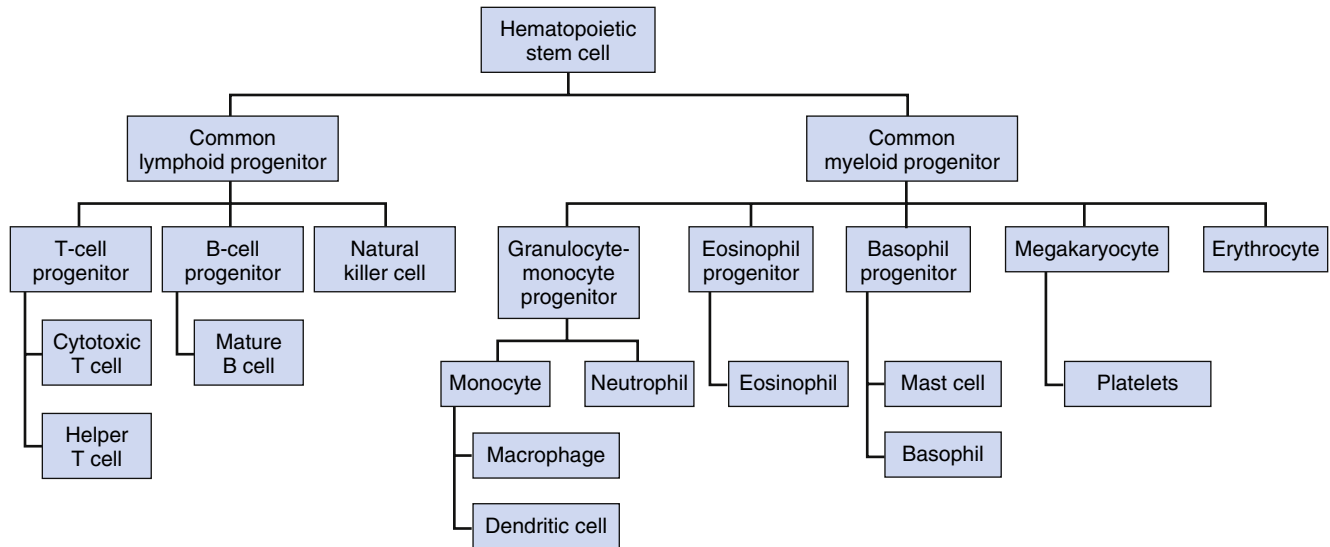 Hematopoietic
stem cell
Common
lymphoid progenitor
Common
myeloid progenitor
T-cell
progenitor
B-cell
progenitor
Natural
killer cell
Granulocyte-
monocyte
progenitor
Eosinophil
progenitor
Basophil
progenitor
Megakaryocyte
Erythrocyte
Cytotoxic
T cell
Mature
B cell
Monocyte
Neutrophil
Eosinophil
Mast cell
Platelets
Helper
T cell
Macrophage
Basophil
Dendritic cell